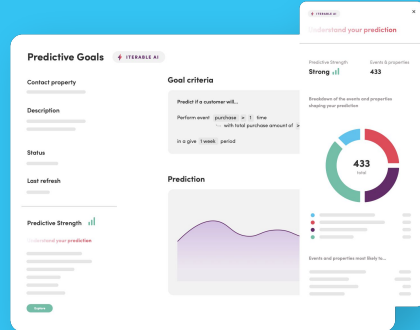 Predictive Goals
ITERABLE AI
Contact property
Description
Status
Last refresh
Predictive Strength
Understand your prediction
Goal criteria
Predict if a customer will...
Perform event purchase = 1 time
with total purchase amount of
in a give 1 week period
Prediction
ITERABLE AI
x
Understand your prediction
Predictive Strength
Strong
Events & properties
433
Breakdown of the events and properties
shaping your prediction
433
total
Events and properties most likely to...